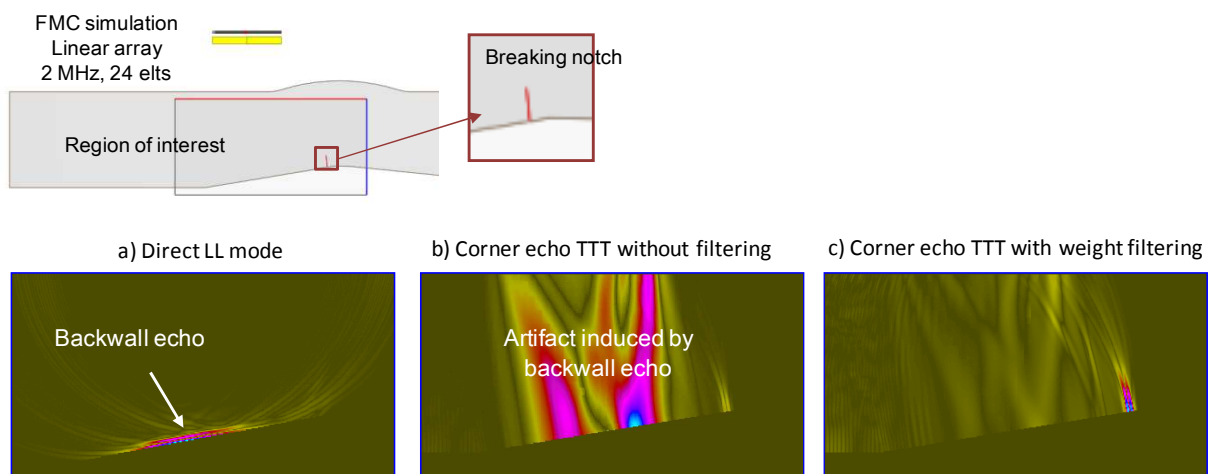 FMC simulation
Linear array
2 MHz, 24 elts
Breaking notch
Region of interest
a) Direct LL mode
b) Corner echo TTT without filtering
c) Corner echo TTT with weight filtering
Backwall echo
Artifact induced by
backwall echo